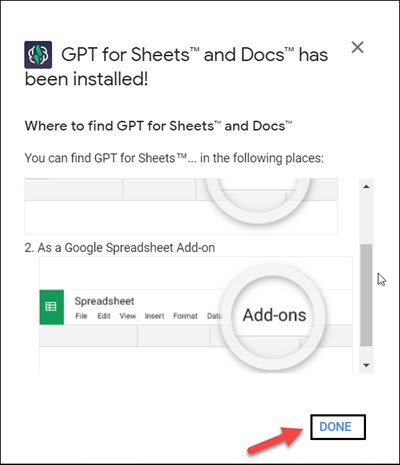 GPT for Sheets™ and Docs™ has
been installed!
Where to find GPT for Sheets™ and Docs™
You can find GPT for Sheets™... in the following places:
2. As a Google Spreadsheet Add-on
Spreadsheet
File Edit View Insert Format Data
Add-ons
DONE